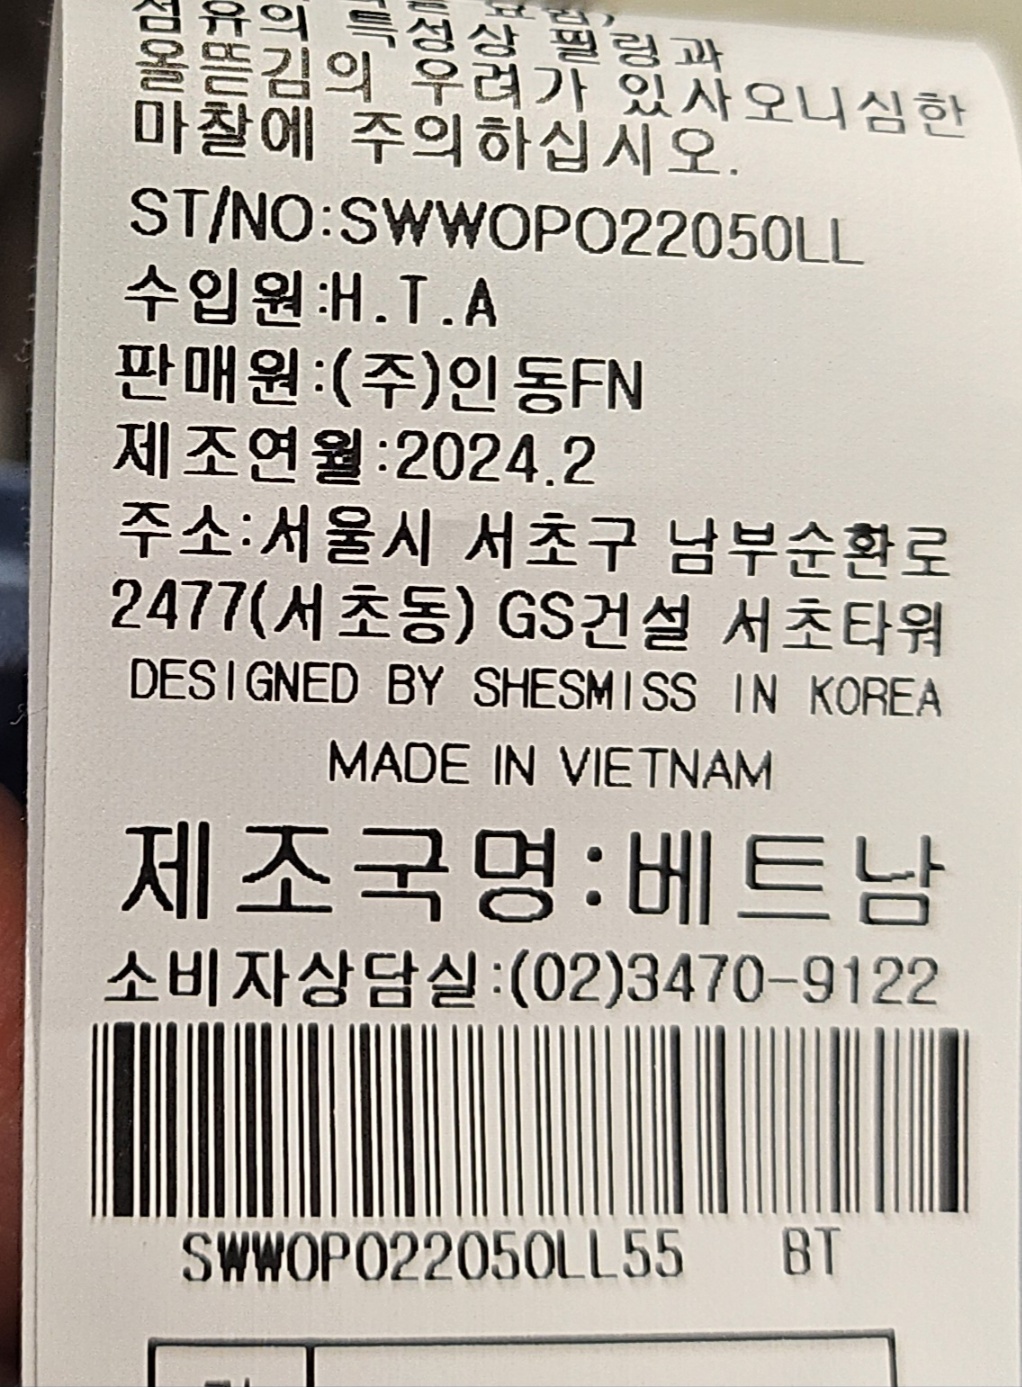 섬유의 특성상 필링과
올뜯김의 우려가 있사오니심한
마찰에 주의하십시오.
ST/NO:SWWOPO22050LL
수입원:H.T.A
판매원:(주)인동FN
제조연월:2024.2
주소:서울시 서초구 남부순환로
2477(서초동) GS건설 서초타워
DESIGNED BY SHESMISS IN KOREA
MADE IN VIETNAM
제조국명:베트남
소비자상담실:(02)3470-9122
SWWOPO22050LL55 BT